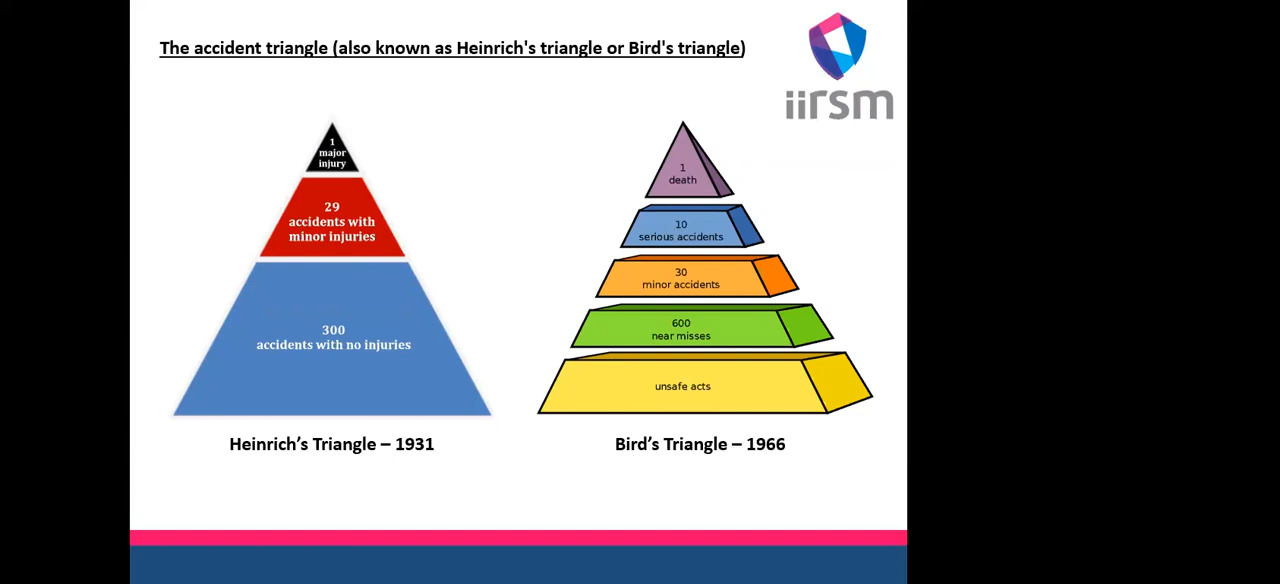 The accident triangle (also known as Heinrich's triangle or Bird's triangle)
iirsm
1
major
injury
29
accidents with
minor injuries
300
accidents with no injuries
Heinrich’s Triangle – 1931
1
death
10
serious accidents
30
minor accidents
600
near misses
unsafe acts
Bird’s Triangle – 1966